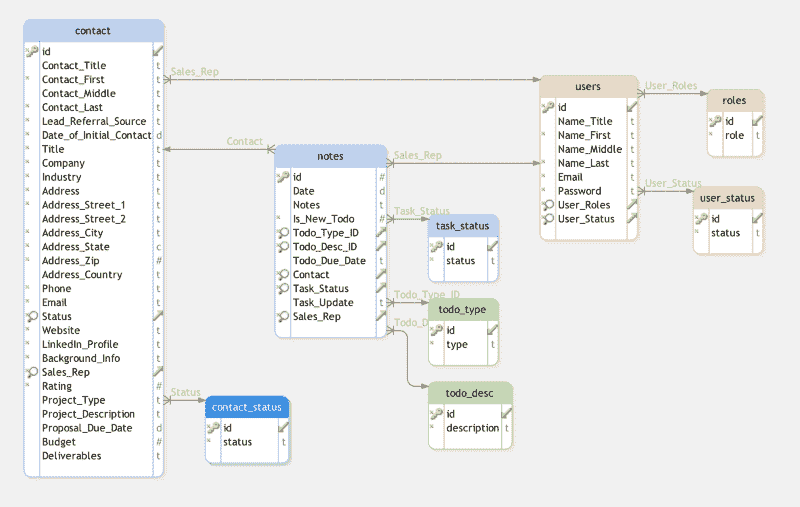 contact
id
Contact_Title
Contact_First
Contact_Middle
Contact_Last
Lead_Referral_Source
Date_of_Initial_Contact
Title
Company
Industry
Address
Address_Street_1
Address_Street_2
Address_City
Address_State
Address_Zip
Address_Country
Phone
Email
Status
Website
LinkedIn_Profile
Background_Info
Sales_Rep
Rating
Project_Type
Project_Description
Proposal_Due_Date
Budget
Deliverables
t
t
t
t
t
d
t
t
t
t
t
t
t
c
#
t
t
t
t
t
t
#
t
t
d
#
t
Sales_Rep
Contact
Status
contact_status
id
status t
notes
id #
Date d
Notes t
Is_New_Todo #
Todo_Type_ID
Todo_Desc_ID
Todo_Due_Date t
Contact
Task_Status
Task_Update t
Sales_Rep
Sales_Rep
Task_Status
task_status
id
status t
Todo_Type_ID
todo_type
id
type t
Todo_D
todo_desc
id
description t
users
id
Name_Title t
Name_First t
Name_Middle t
Name_Last t
Email t
Password t
User_Roles
User_Status
User_Roles
roles
id
role t
User_Status
user_status
id
status t